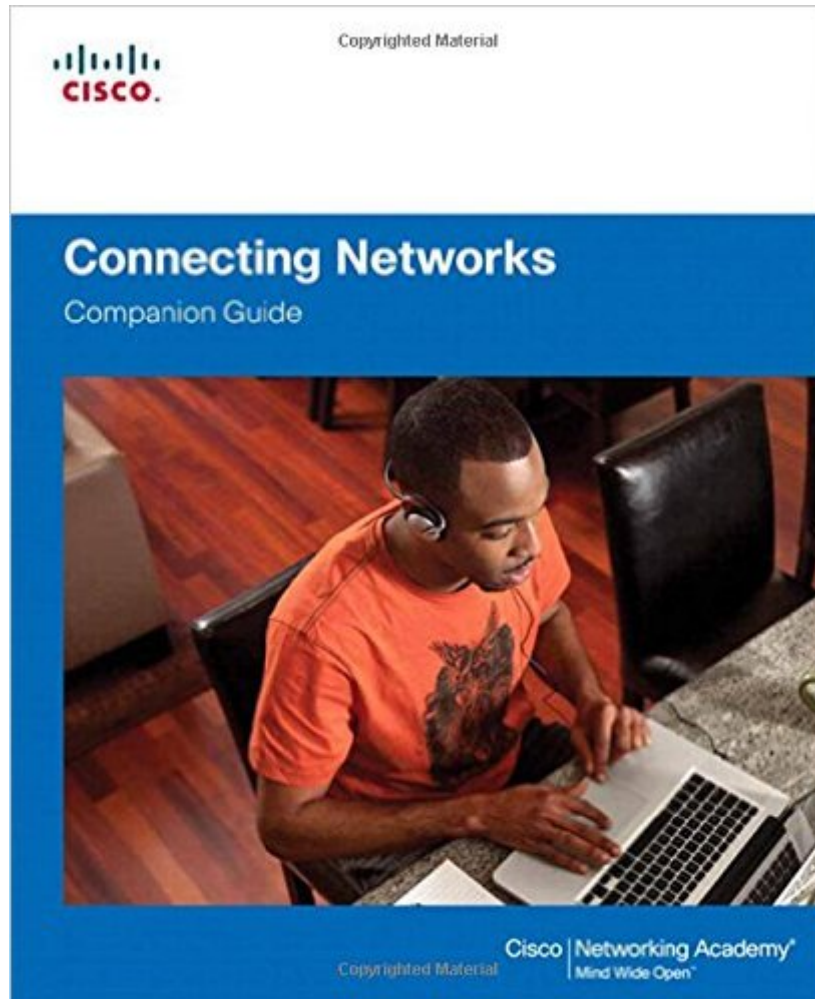 Copyrighted Material
CISCO.
Connecting Networks
Companion Guide
Cisco | Networking Academy®
Mind Wide Open™
Copyrighted Material